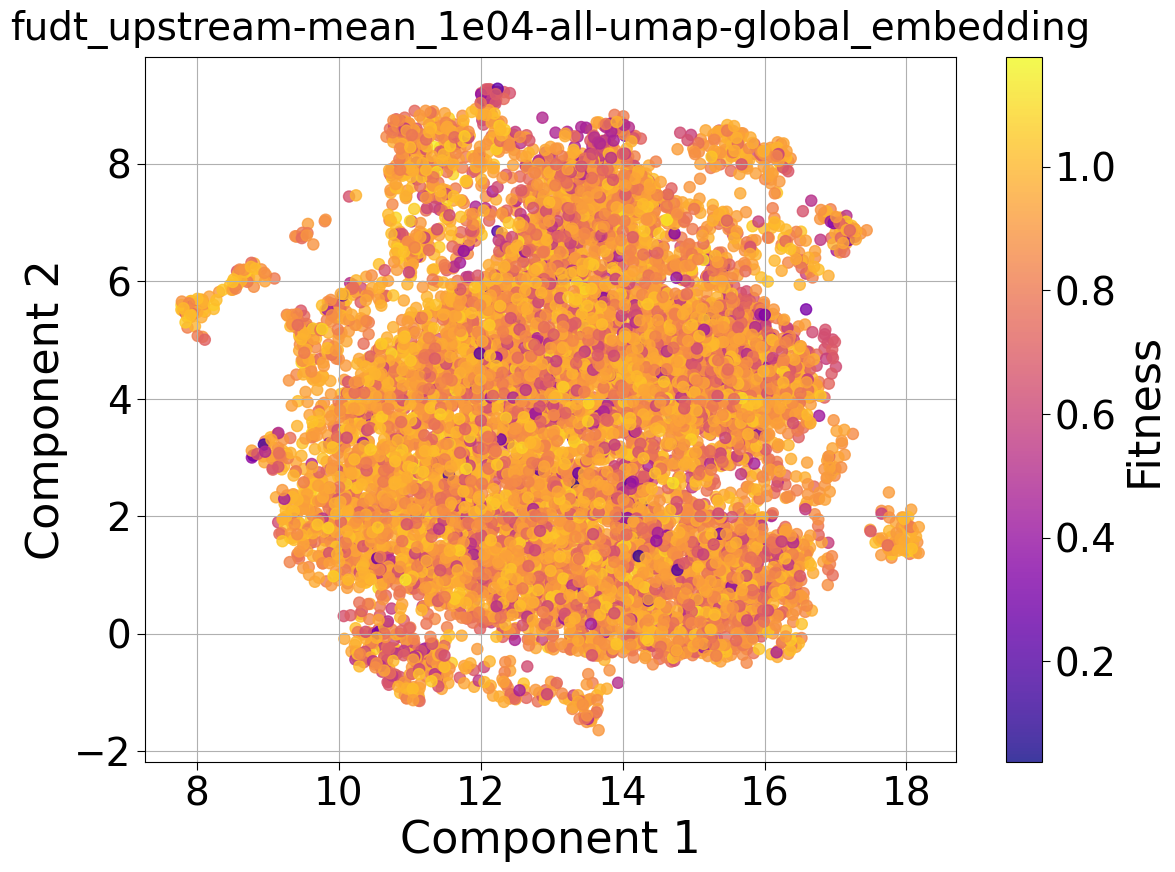 fudt_upstream-mean_1e04-all-umap-global_embedding
8
6
4
2
0
−2
8 10 12 14 16 18
Component 1
Component 2
1.0
0.8
0.6
0.4
0.2
Fitness